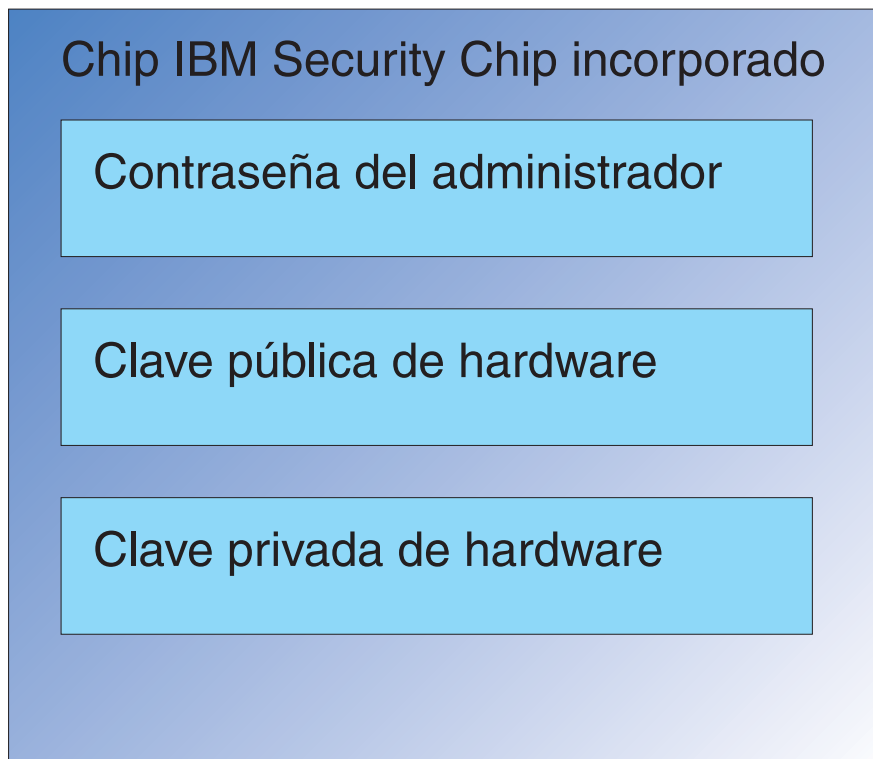 Chip IBM Security Chip incorporado
Contraseña del administrador
Clave pública de hardware
Clave privada de hardware